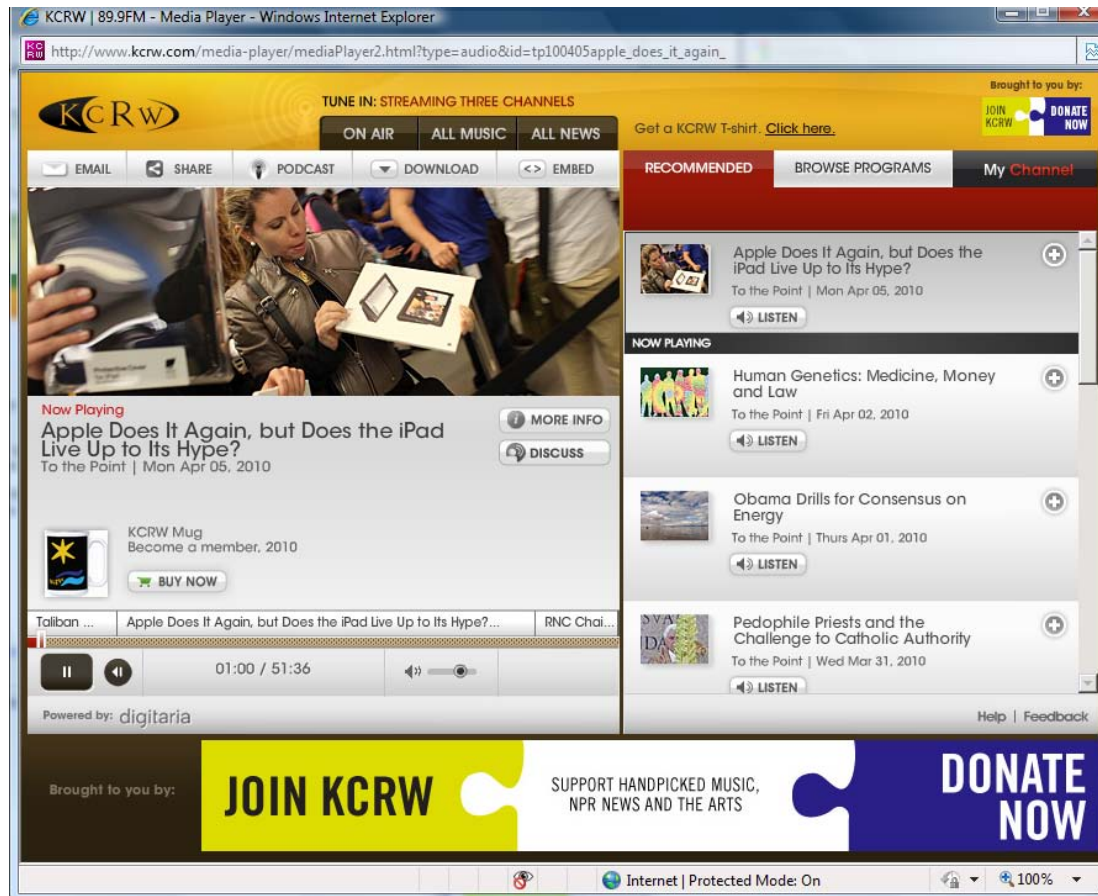 KCRW | 89.9FM - Media Player - Windows Internet Explorer
http://www.kcrw.com/media-player/mediaPlayer2.html?type=audio&id=tp100405apple_does_it_again_
KCRW
TUNE IN: STREAMING THREE CHANNELS
ON AIR
ALL MUSIC
ALL NEWS
Get a KCRW T-shirt. Click here.
Brought to you by:
JOIN
KCRW
DONATE
NOW
EMAIL
SHARE
PODCAST
DOWNLOAD
<> EMBED
RECOMMENDED
BROWSE PROGRAMS
My Channel
Now Playing
Apple Does It Again, but Does the iPad
Live Up to Its Hype?
To the Point | Mon Apr 05, 2010
MORE INFO
DISCUSS
KCRW Mug
Become a member, 2010
BUY NOW
Taliban ...
Apple Does It Again, but Does the iPad Live Up to Its Hype?...
RNC Chai...
01:00 / 51:36
Powered by: digitaria
Apple Does It Again, but Does the
iPad Live Up to Its Hype?
To the Point | Mon Apr 05, 2010
LISTEN
NOW PLAYING
Human Genetics: Medicine, Money
and Law
To the Point | Fri Apr 02, 2010
LISTEN
Obama Drills for Consensus on
Energy
To the Point | Thurs Apr 01, 2010
LISTEN
Pedophile Priests and the
Challenge to Catholic Authority
To the Point | Wed Mar 31, 2010
LISTEN
Help | Feedback
Brought to you by:
JOIN KCRW
SUPPORT HANDPICKED MUSIC,
NPR NEWS AND THE ARTS
DONATE
NOW
Internet | Protected Mode: On
100%